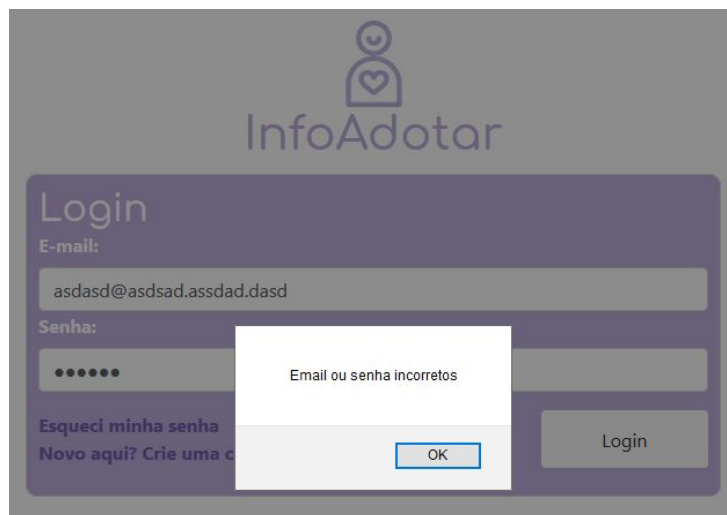 InfoAdotar
Login
E-mail:
asdasd@asdsad.assdad.dasd
Senha:
••••••
Email ou senha incorretos
Esqueci minha senha
Novo aqui? Crie uma c
OK
Login